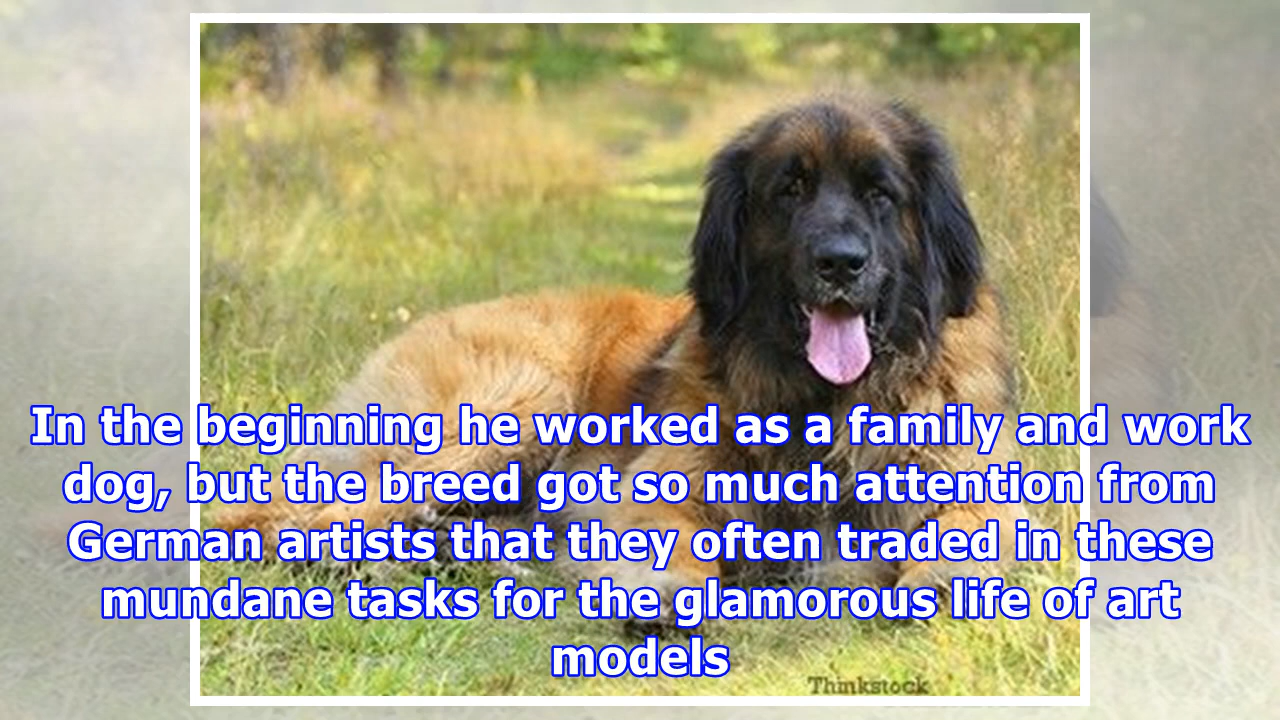 In the beginning he worked as a family and work
dog, but the breed got so much attention from
German artists that they often traded in these
mundane tasks for the glamorous life of art
models
Thinkstock